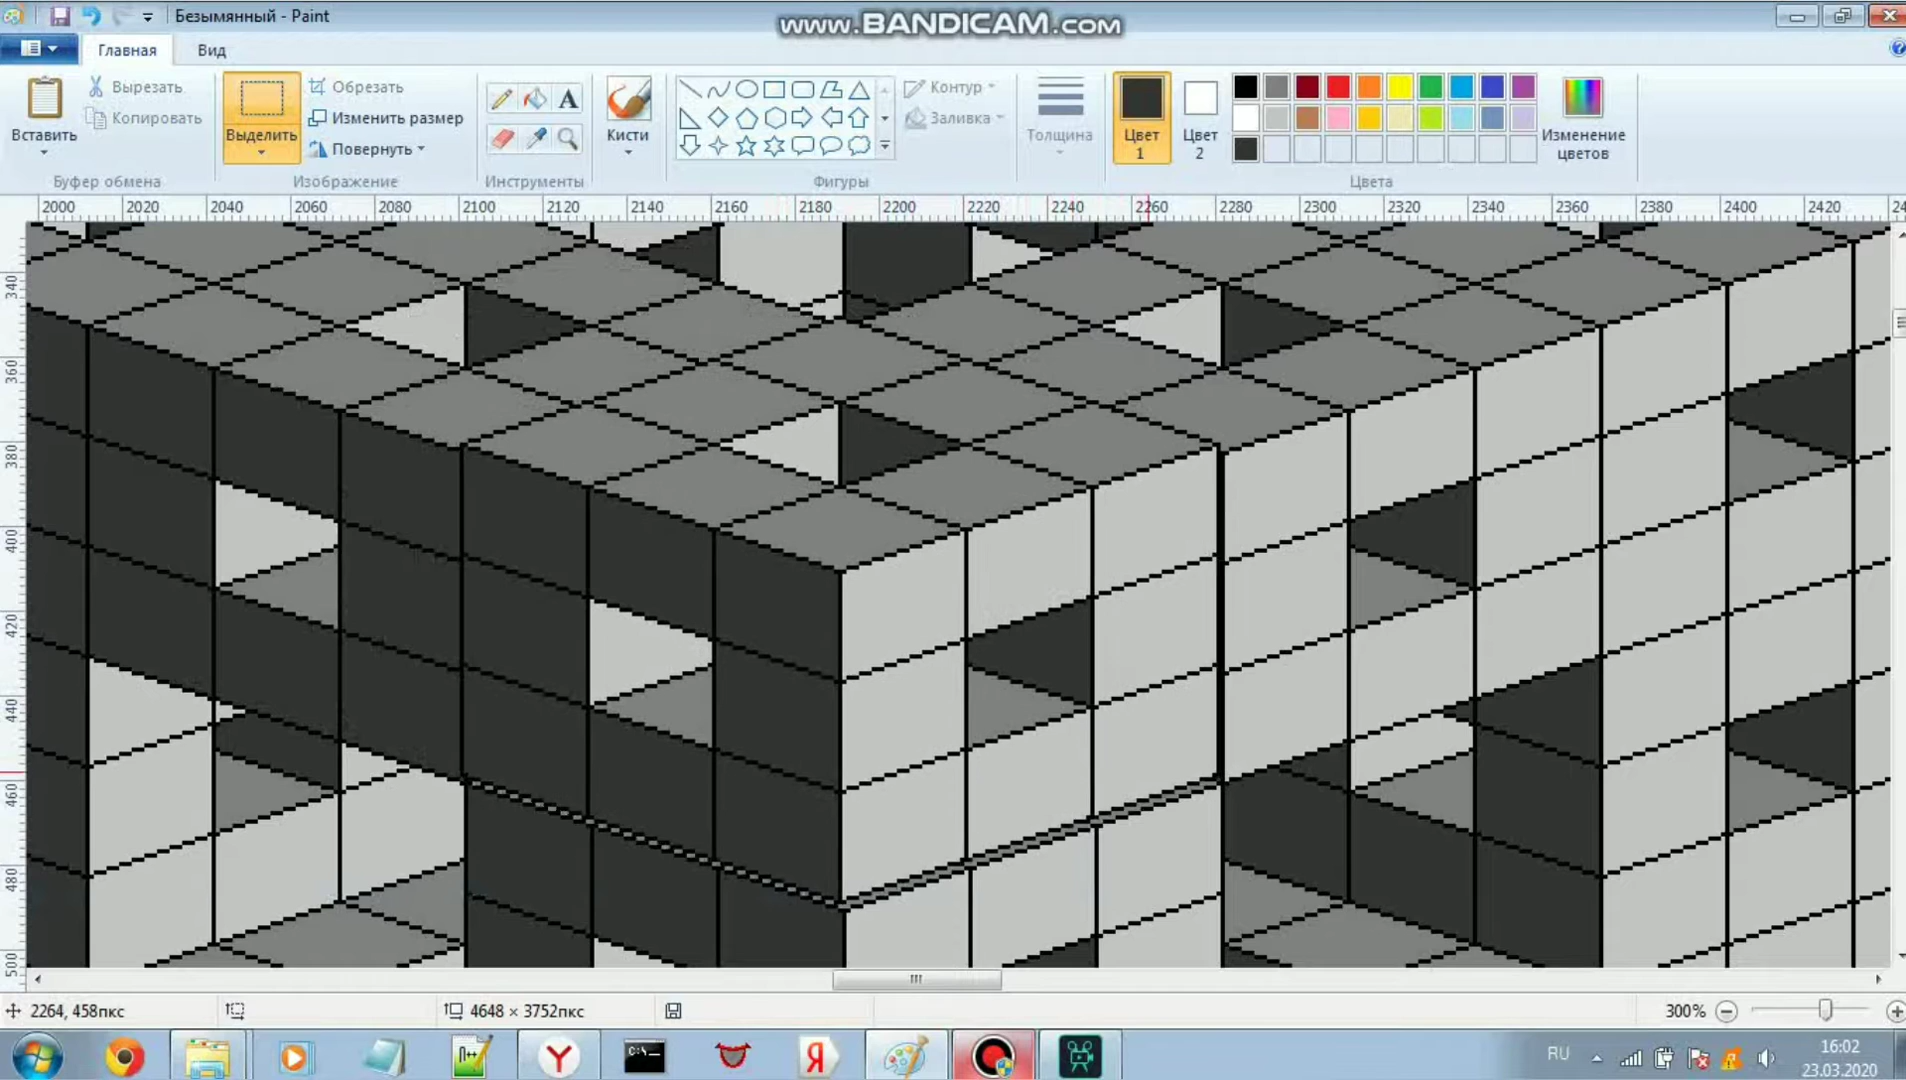 Безымянный - Paint
www.BANDICAM.com
Главная
Вид
Вставить
Вырезать
Копировать
Буфер обмена
Выделить
Обрезать
Изменить размер
Повернуть
Изображение
A
Инструменты
Кисти
Контур
Заливка
Фигуры
Толщина
Цвет
1
Цвет
2
Изменение
цветов
Цвета
2000 2020 2040 2060 2080 2100 2120 2140 2160 2180 2200 2220 2240 2260 2280 2300 2320 2340 2360 2380 2400 2420
340
360
380
400
420
440
460
480
500
2264, 458пкс
4648 × 3752пкс
300%
RU
16:02
23.03.2020